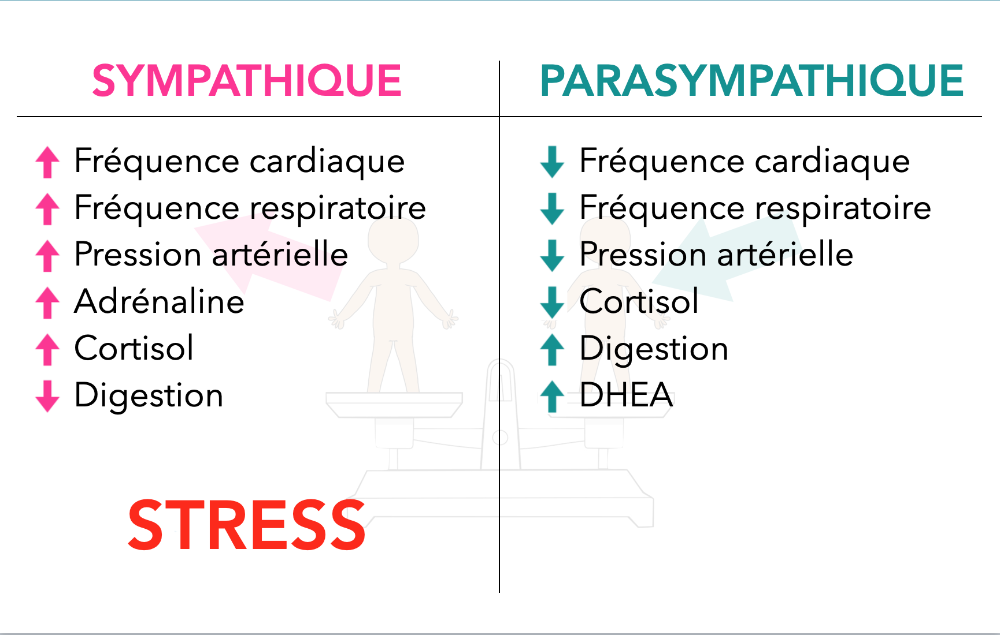 SYMPATHIQUE
Fréquence cardiaque
Fréquence respiratoire
Pression artérielle
Adrénaline
Cortisol
Digestion
STRESS
PARASYMPATHIQUE
Fréquence cardiaque
Fréquence respiratoire
Pression artérielle
Cortisol
Digestion
DHEA